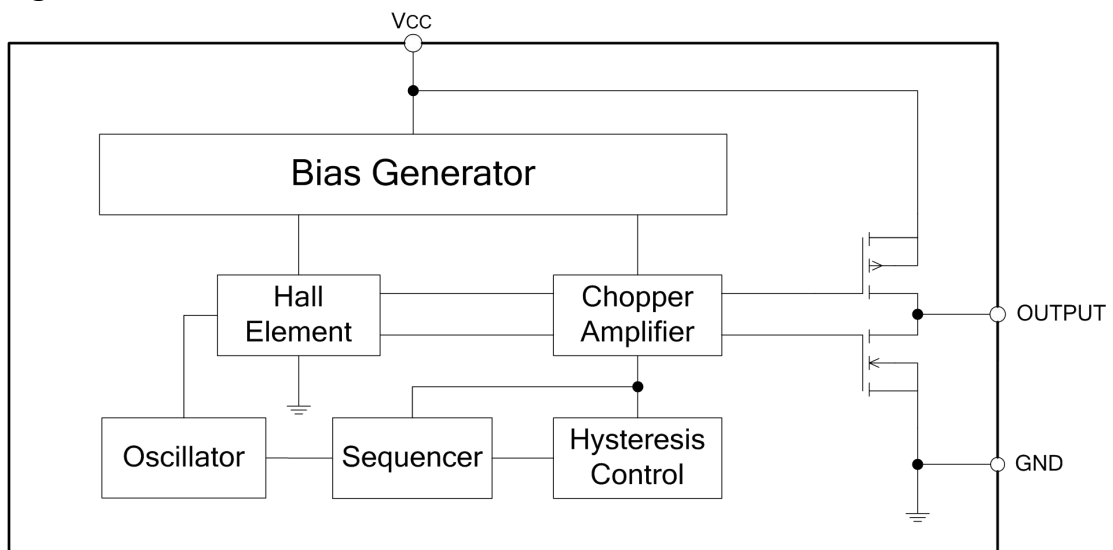 VCC
Bias Generator
Hall
Element
Chopper
Amplifier
OUTPUT
Oscillator
Sequencer
Hysteresis
Control
GND